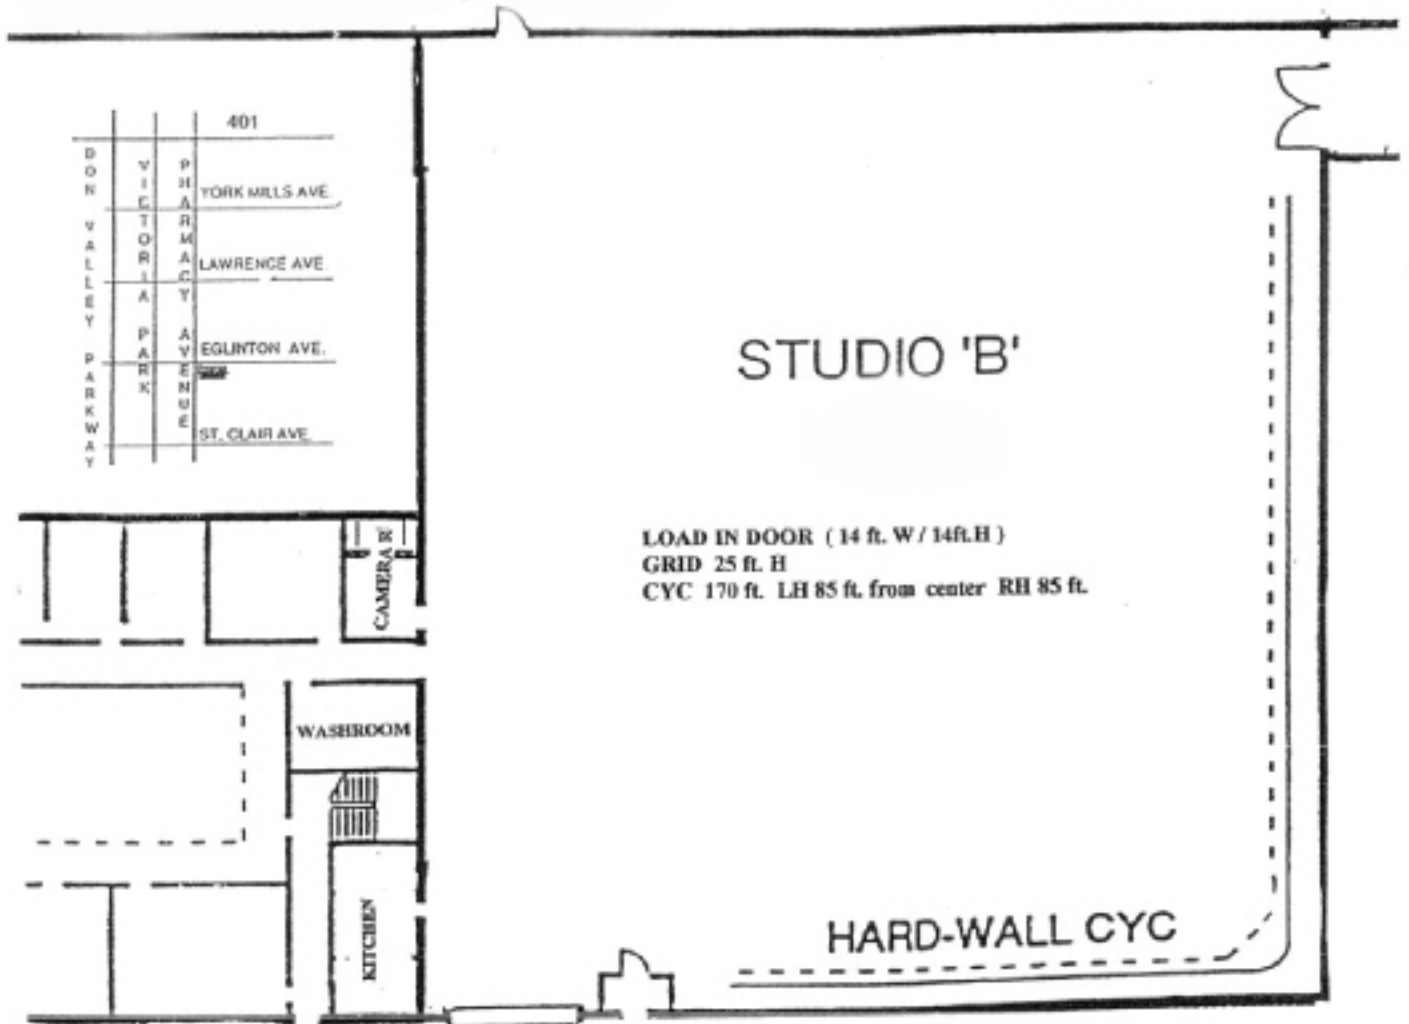 401
DON VALLEY PARKWAY
VICTORIA PARK
PHARMACY AVENUE
YORK MILLS AVE.
LAWRENCE AVE.
EGLINTON AVE.
ST. CLAIR AVE.
STUDIO 'B'
LOAD IN DOOR ( 14 ft. W / 14ft.H )
GRID 25 ft. H
CYC 170 ft. LH 85 ft. from center RH 85 ft.
CAMERA R
WASHROOM
KITCHEN
HARD-WALL CYC